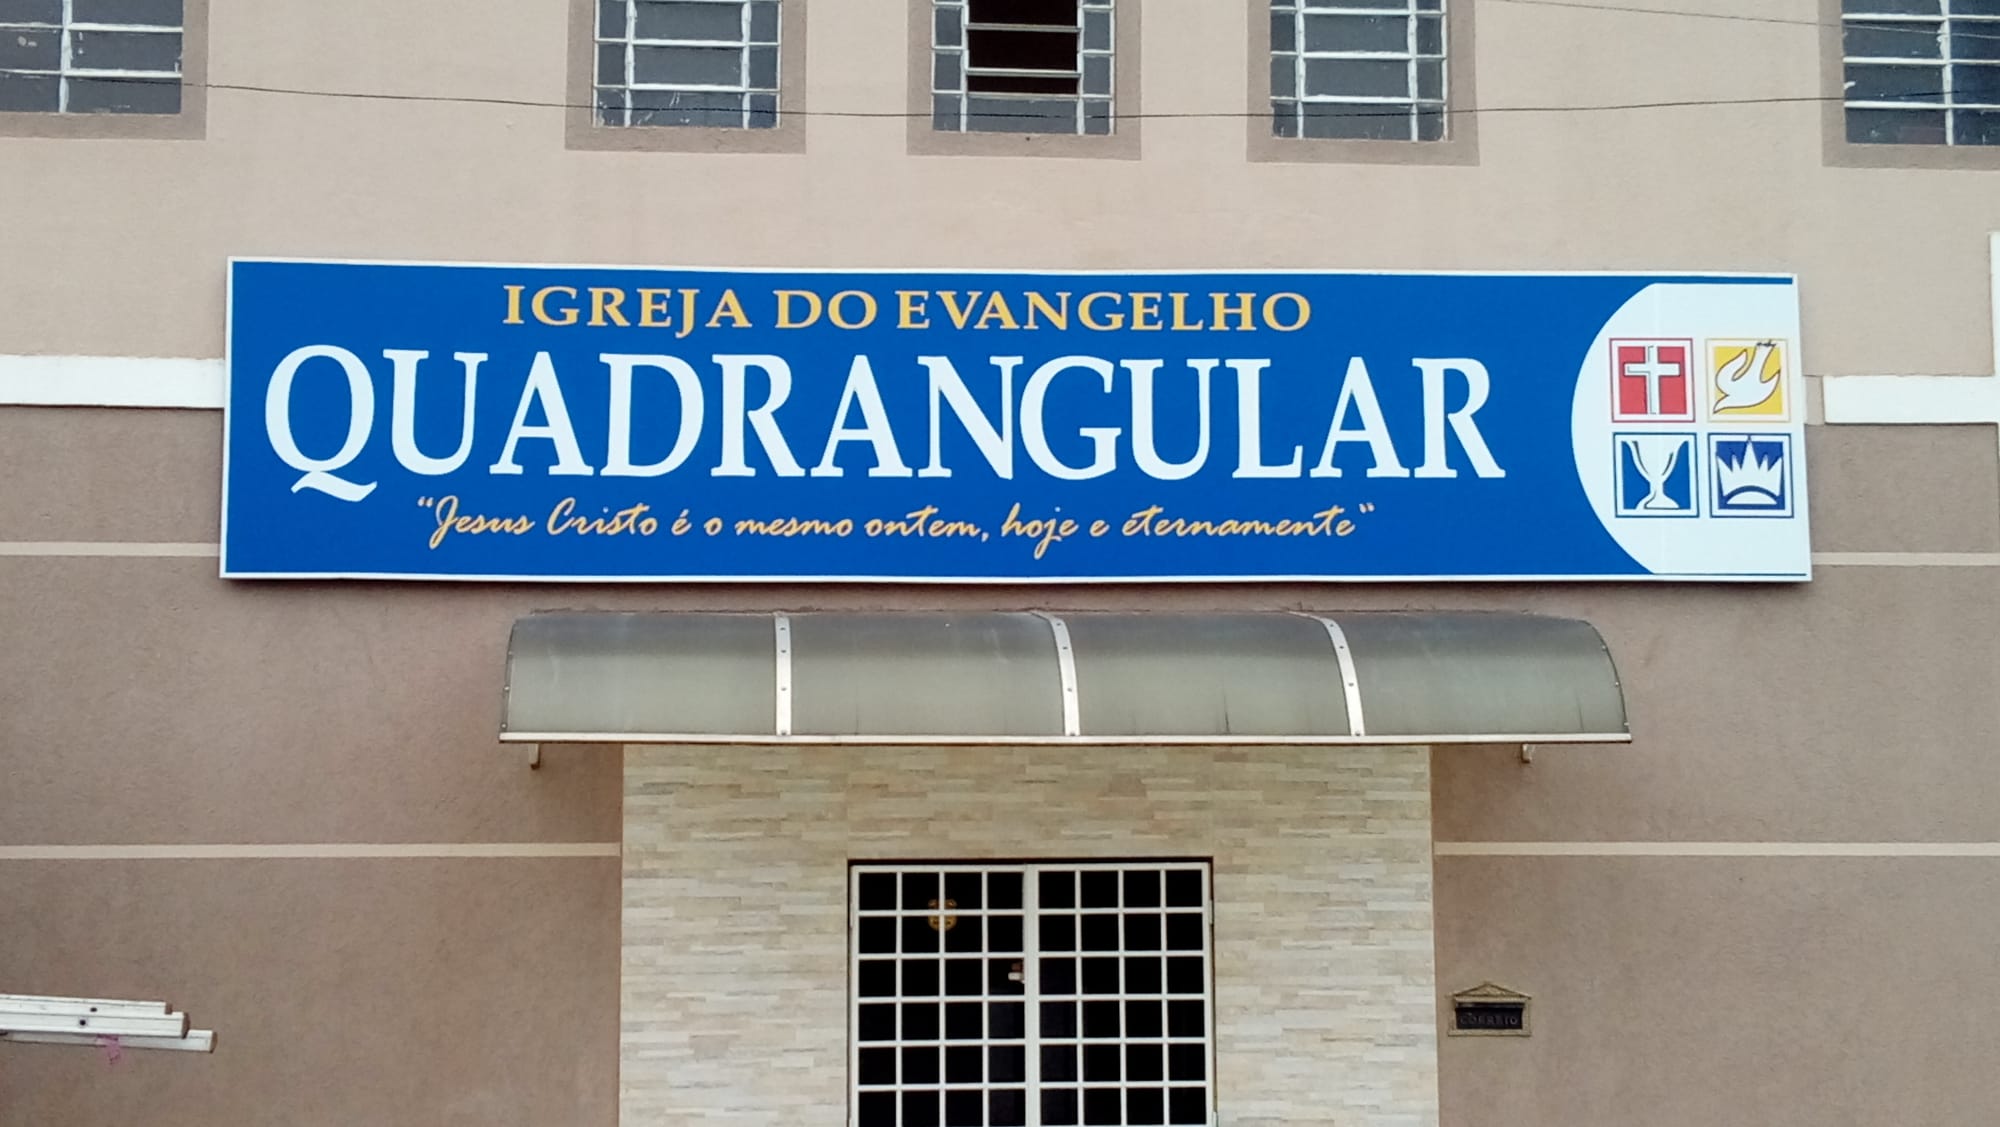 IGREJA DO EVANGELHO
QUADRANGULAR
"Jesus Cristo é o mesmo ontem, hoje e eternamente"
CORREIO